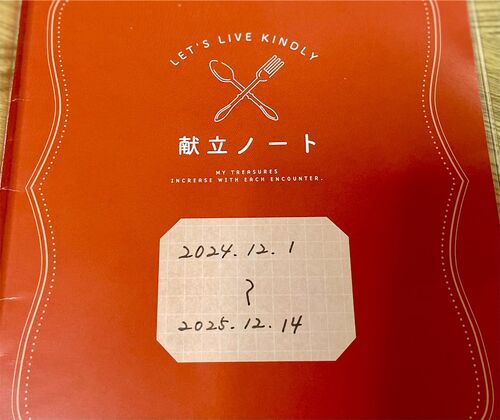 LET'S LIVE KINDLY
献立ノート
MY TREASURES
INCREASE WITH EACH ENCOUNTER.
2024.12.1
〜
2025.12.14